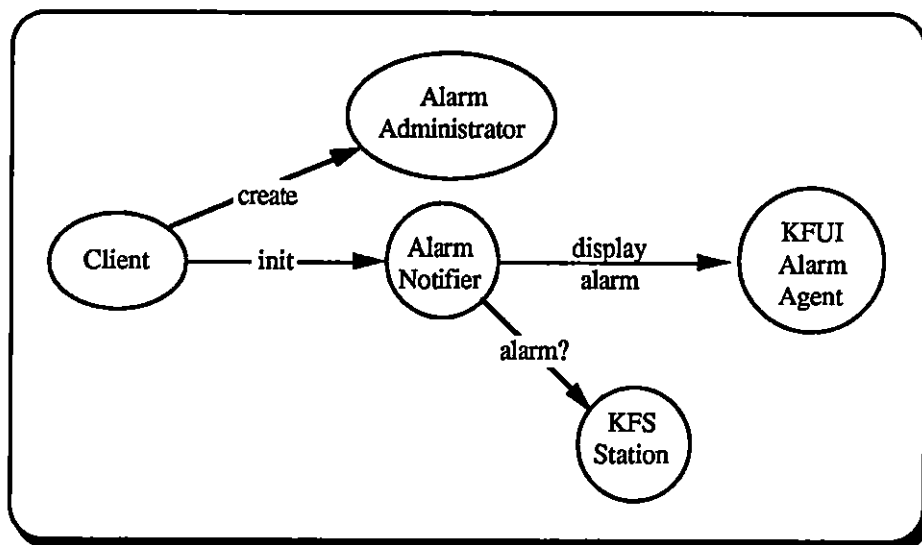 Alarm
Administrator
create
Client
init
Alarm
Notifier
display
alarm
KFUI
Alarm
Agent
alarm?
KFS
Station